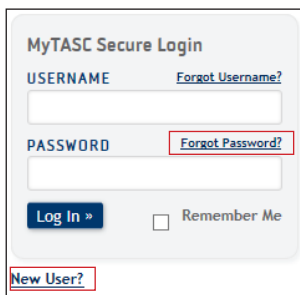 MyTASC Secure Login
USERNAME Forgot Username?
PASSWORD Forgot Password?
Log In » Remember Me
New User?